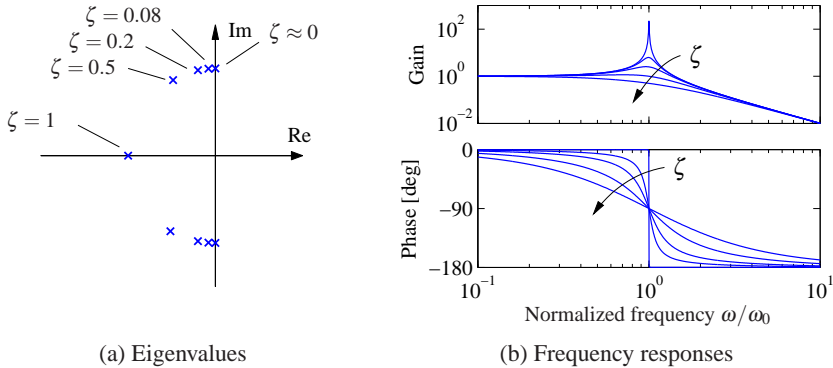 ζ = 0.08
ζ = 0.2
ζ = 0.5
ζ = 1
Im
ζ ≈ 0
Re
(a) Eigenvalues
10^2
10^0
10^−2
Gain
ζ
0
−90
−180
Phase [deg]
ζ
10^−1
10^0
10^1
Normalized frequency ω/ω_0
(b) Frequency responses